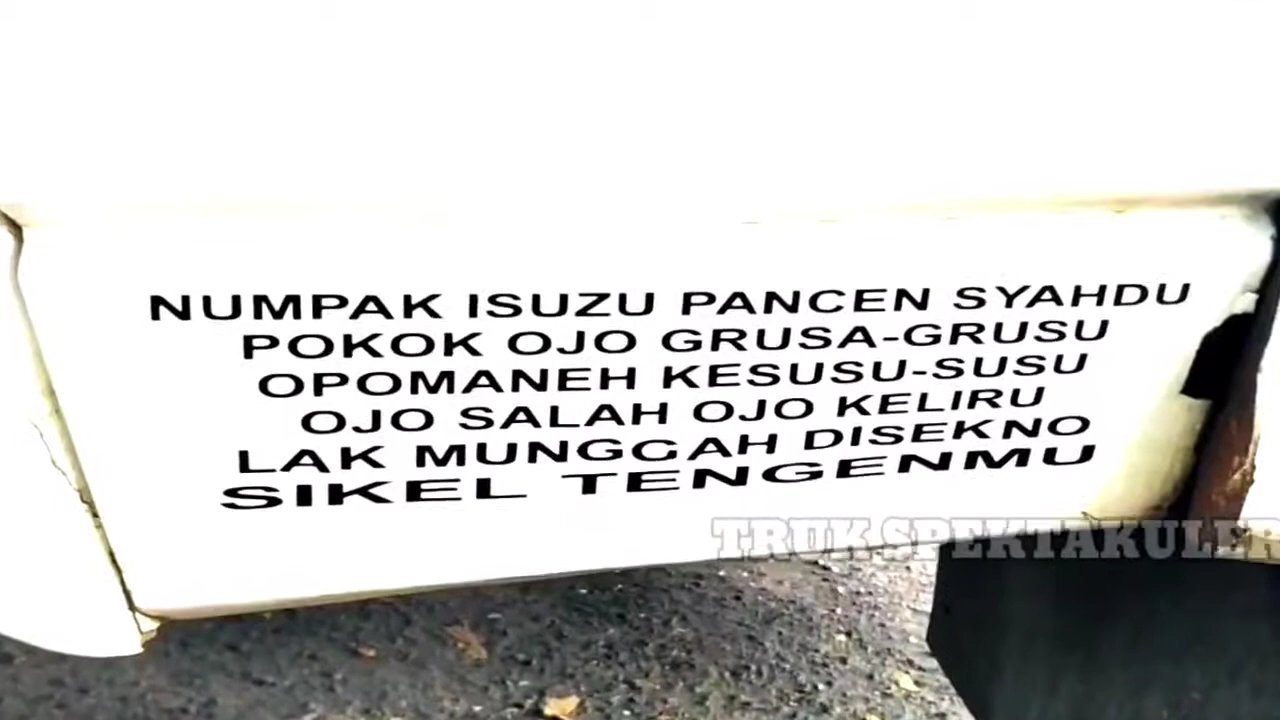 NUMPAK ISUZU PANCEN SYAHDU
POKOK OJO GRUSA-GRUSU
OPOMANEH KESUSU-SUSU
OJO SALAH OJO KELIRU
LAK MUNGGAH DISEKNO
SIKEL TENGENMU
TRUK SPEKTAKULER